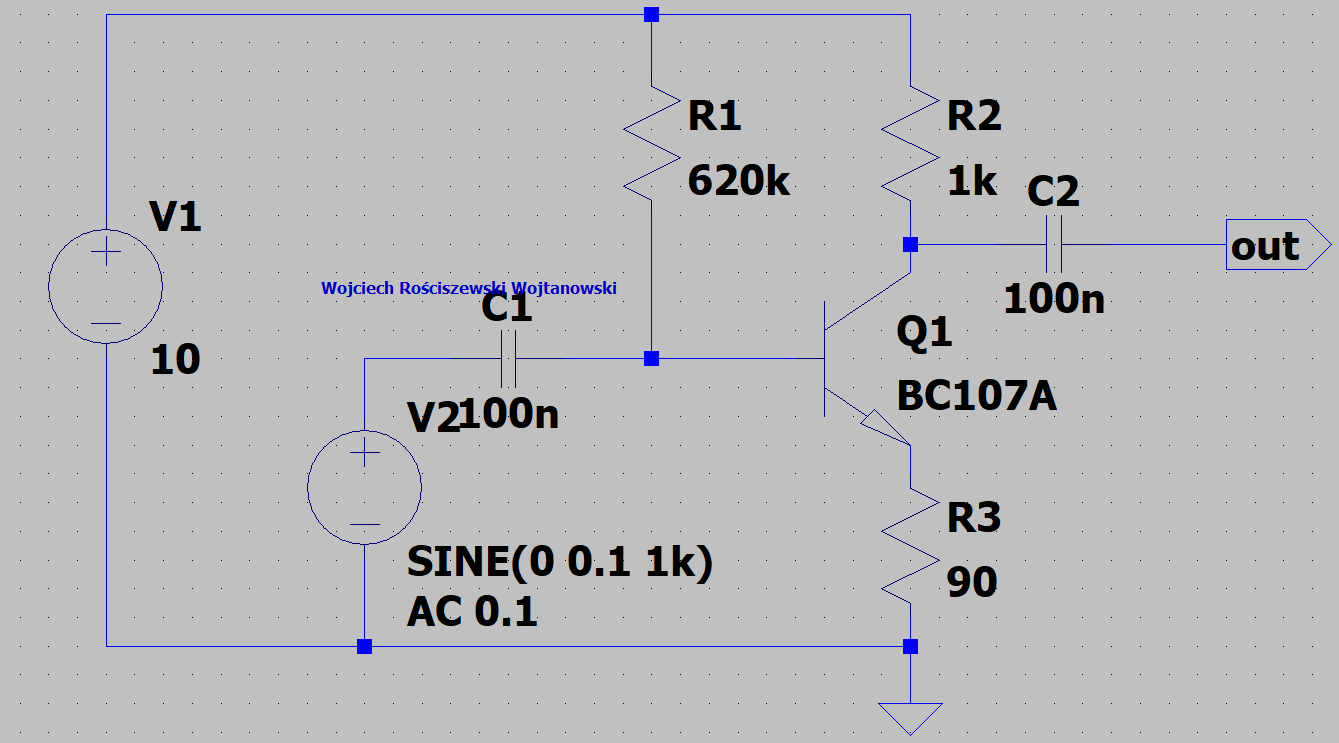 R1
620k
R2
1k
C2
100n
out
V1
10
Wojciech Rościszewski Wojtanowski
C1
100n
V2
SINE(0 0.1 1k)
AC 0.1
Q1
BC107A
R3
90